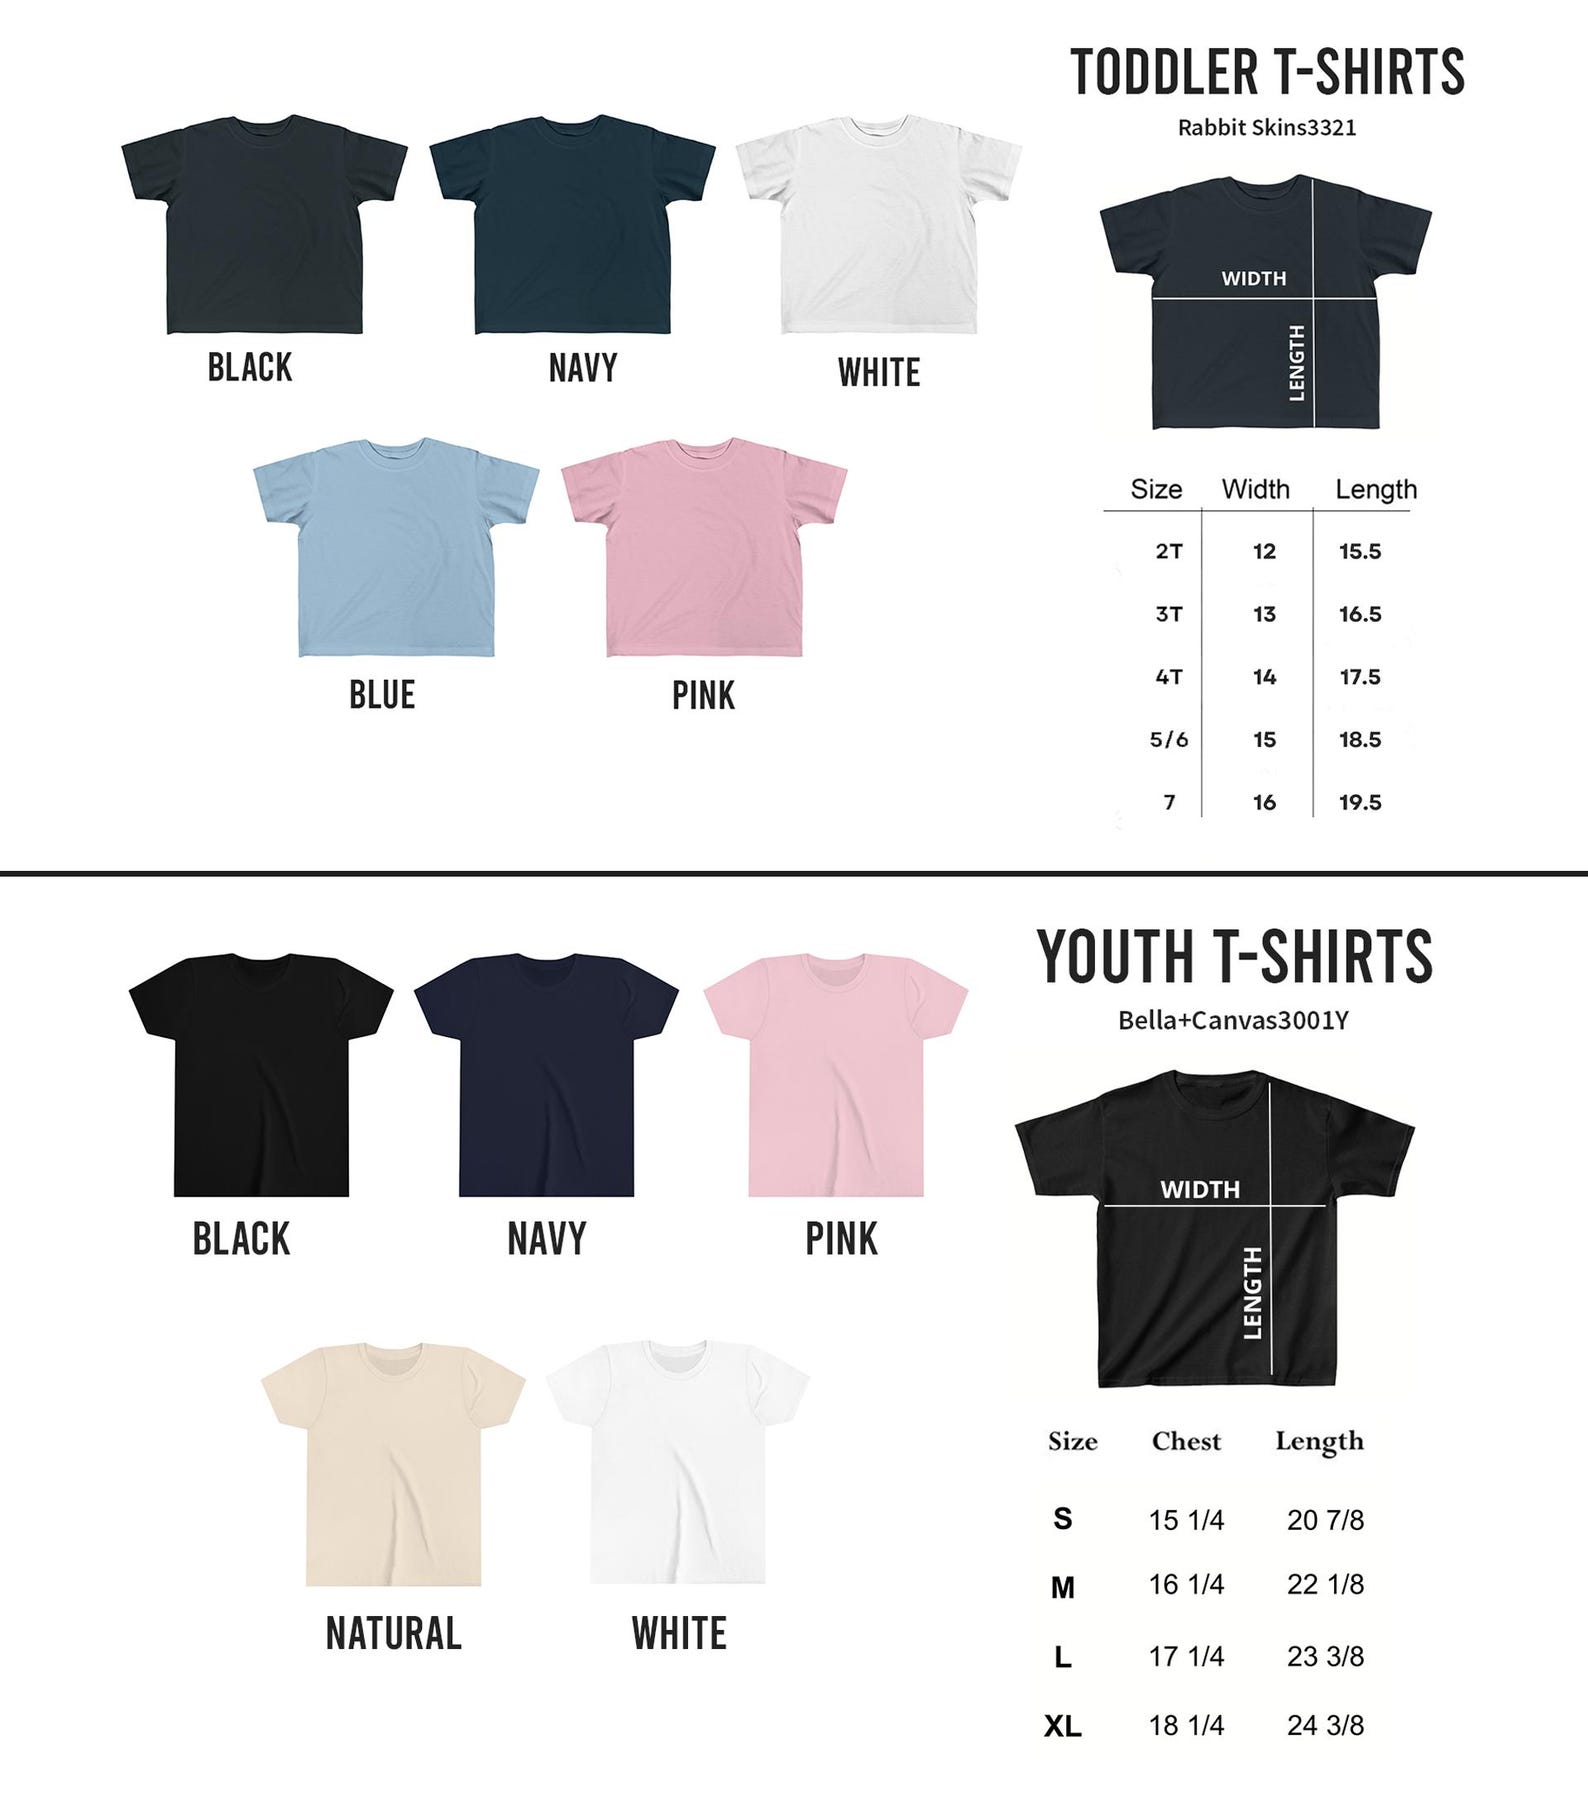 TODDLER T-SHIRTS
Rabbit Skins3321
BLACK
NAVY
WHITE
BLUE
PINK
WIDTH
LENGTH
Size Width Length
2T 12 15.5
3T 13 16.5
4T 14 17.5
5/6 15 18.5
7 16 19.5
YOUTH T-SHIRTS
Bella+Canvas3001Y
BLACK
NAVY
PINK
NATURAL
WHITE
WIDTH
LENGTH
Size Chest Length
S 15 1/4 20 7/8
M 16 1/4 22 1/8
L 17 1/4 23 3/8
XL 18 1/4 24 3/8